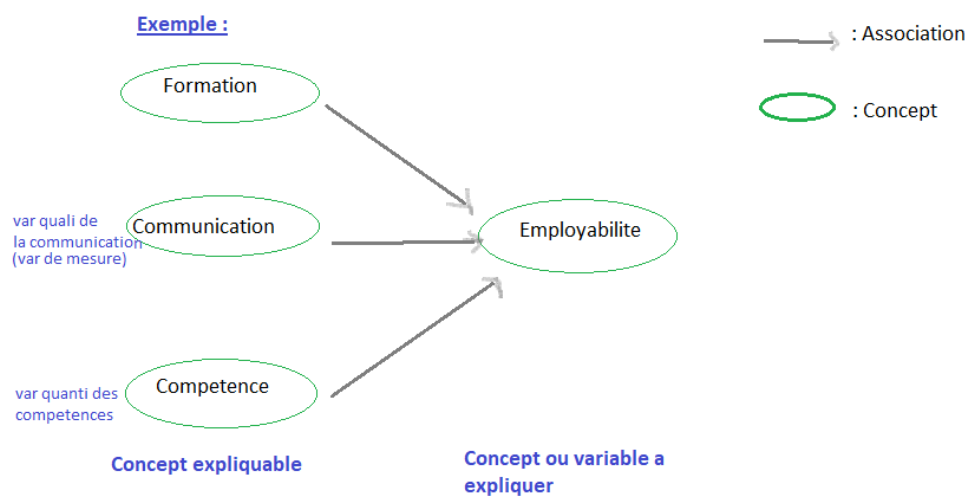 Exemple :
: Association
Formation
: Concept
var quali de
la communication
(var de mesure)
Communication
Employabilite
Competence
var quanti des
competences
Concept expliquable
Concept ou variable a
expliquer